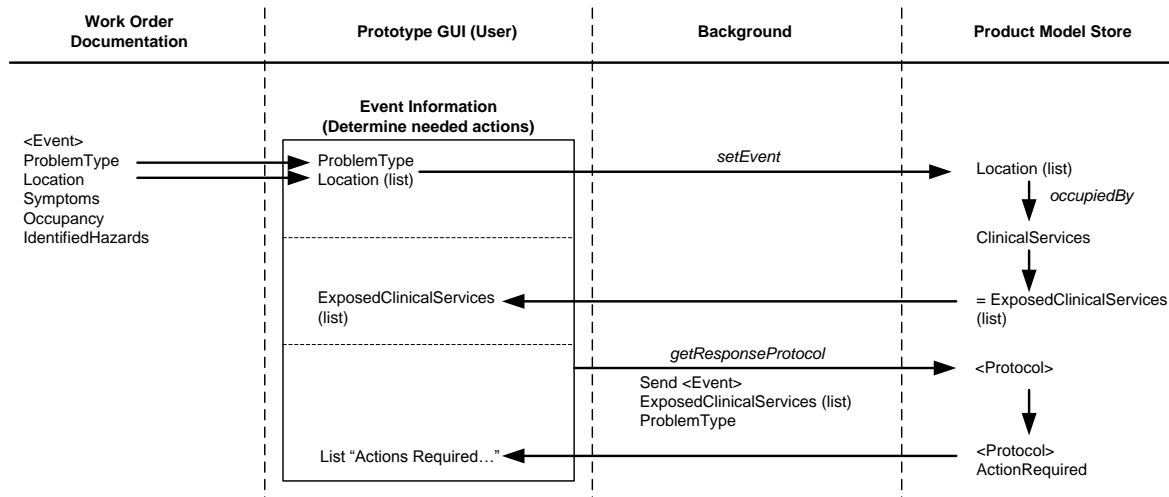 Work Order
Documentation
Prototype GUI (User)
Background
Product Model Store
Event Information
(Determine needed actions)
<Event>
ProblemType
Location
Symptoms
Occupancy
IdentifiedHazards
ProblemType
Location (list)
setEvent
Location (list)
occupiedBy
ClinicalServices
ExposedClinicalServices
(list)
= ExposedClinicalServices
(list)
getResponseProtocol
Send <Event>
ExposedClinicalServices (list)
ProblemType
<Protocol>
List “Actions Required…”
<Protocol>
ActionRequired